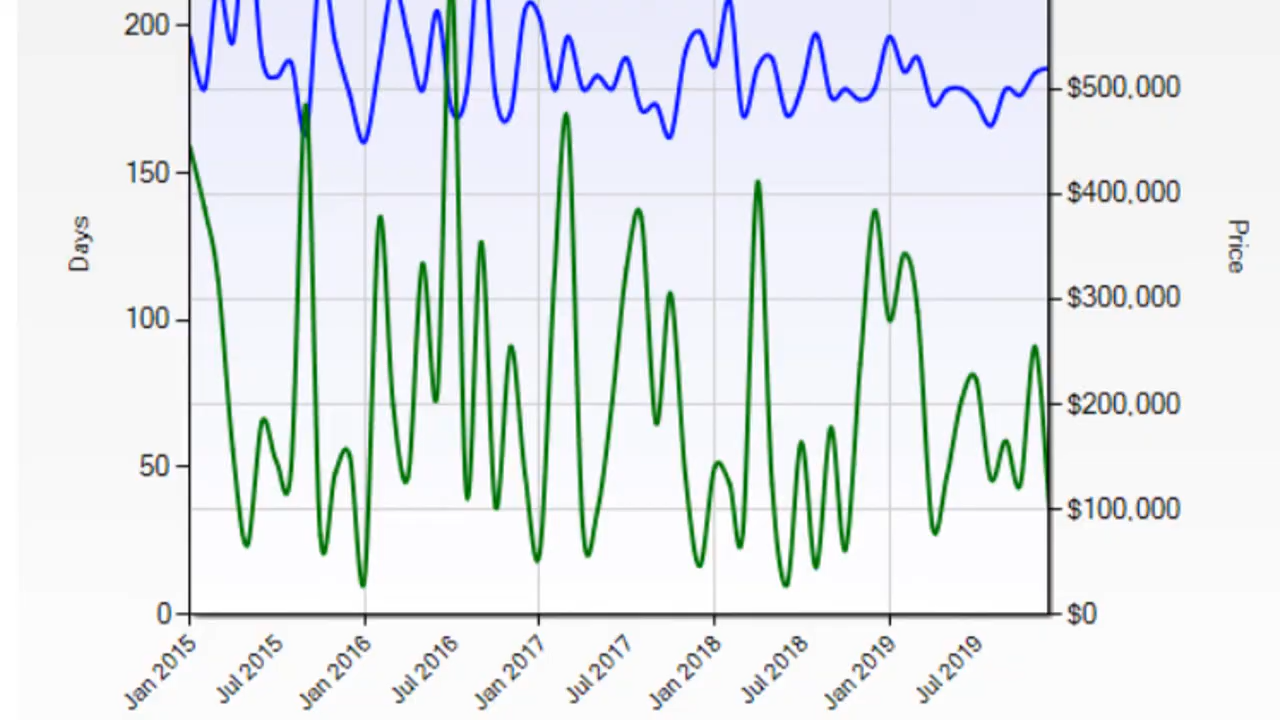 200
150
100
50
0
Days
$500,000
$400,000
$300,000
$200,000
$100,000
$0
Price
Jan 2015
Jul 2015
Jan 2016
Jul 2016
Jan 2017
Jul 2017
Jan 2018
Jul 2018
Jan 2019
Jul 2019